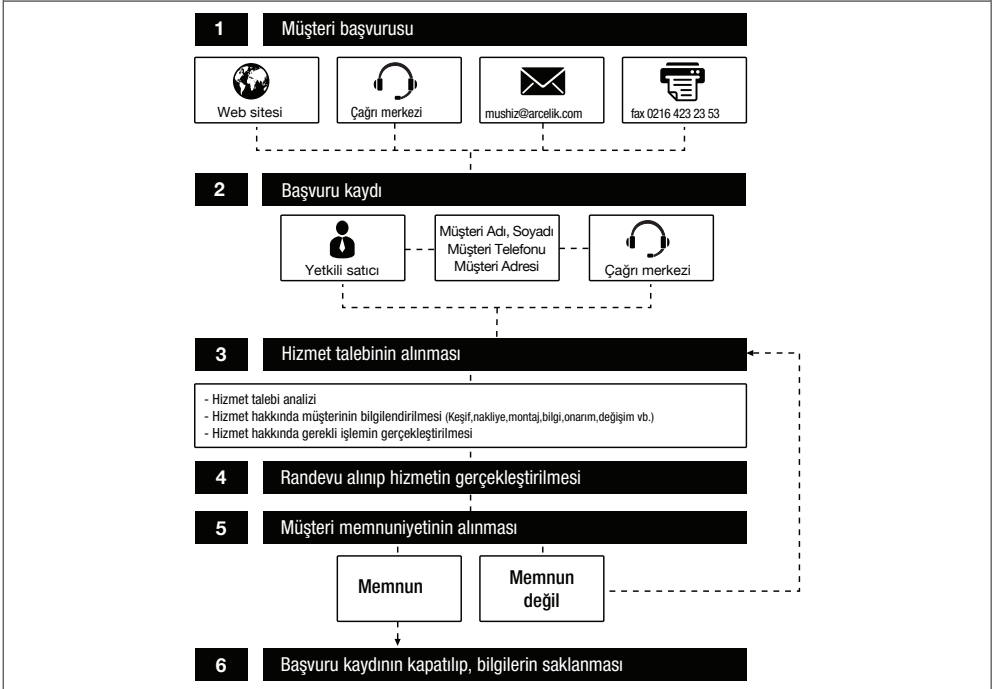 1 Müşteri başvurusu
Web sitesi
Çağrı merkezi
mushiz@arcelik.com
fax 0216 423 23 53
2 Başvuru kaydı
Yetkili satıcı
Müşteri Adı, Soyadı
Müşteri Telefonu
Müşteri Adresi
Çağrı merkezi
3 Hizmet talebinin alınması
- Hizmet talebi analizi
- Hizmet hakkında müşterinin bilgilendirilmesi (Keşif,nakliye,montaj,bilgi,onarım,değişim vb.)
- Hizmet hakkında gerekli işlemin gerçekleştirilmesi
4 Randevu alınıp hizmetin gerçekleştirilmesi
5 Müşteri memnuniyetinin alınması
Memnun
Memnun
değil
6 Başvuru kaydının kapatılıp, bilgilerin saklanması